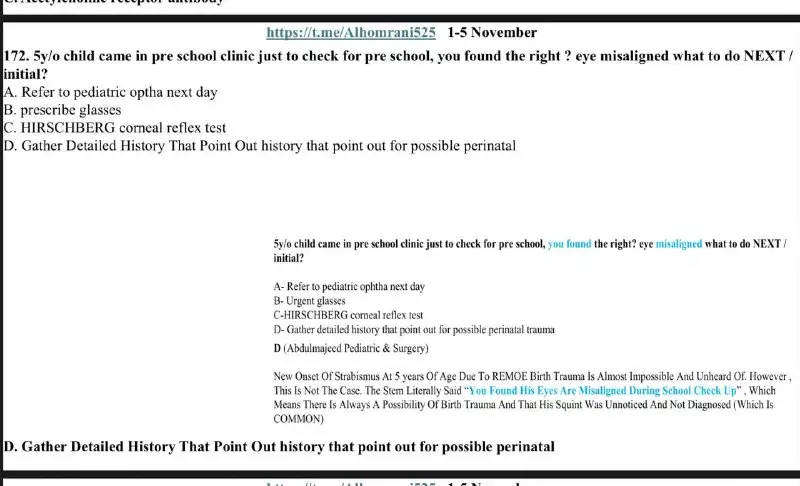 C. Acetylcholine receptor antibody
https://t.me/Alhomrani525 1-5 November
172. 5y/o child came in pre school clinic just to check for pre school, you found the right ? eye misaligned what to do NEXT /
initial?
A. Refer to pediatric optha next day
B. prescribe glasses
C. HIRSCHBERG corneal reflex test
D. Gather Detailed History That Point Out history that point out for possible perinatal
5y/o child came in pre school clinic just to check for pre school, you found the right? eye misaligned what to do NEXT /
initial?
A- Refer to pediatric ophtha next day
B- Urgent glasses
C-HIRSCHBERG corneal reflex test
D- Gather detailed history that point out for possible perinatal trauma
D (Abdulmajeed Pediatric & Surgery)
New Onset Of Strabismus At 5 years Of Age Due To REMOE Birth Trauma Is Almost Impossible And Unheard Of. However ,
This Is Not The Case. The Stem Literally Said “You Found His Eyes Are Misaligned During School Check Up” , Which
Means There Is Always A Possibility Of Birth Trauma And That His Squint Was Unnoticed And Not Diagnosed (Which Is
COMMON)
D. Gather Detailed History That Point Out history that point out for possible perinatal